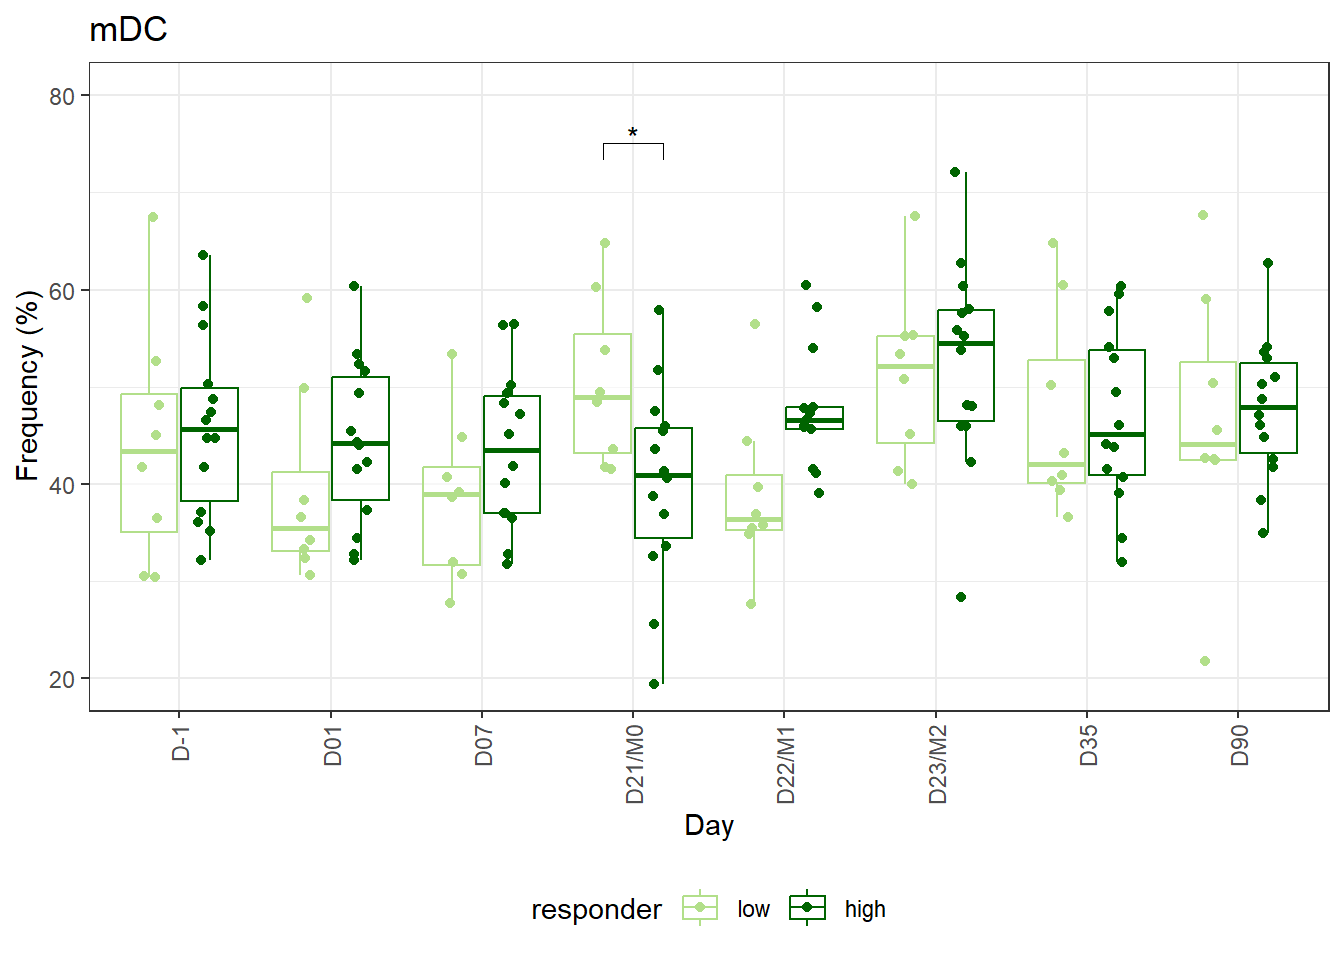 mDC
*
80
60
40
20
Frequency (%)
D-1
D01
D07
D21/M0
D22/M1
D23/M2
D35
D90
Day
responder low high